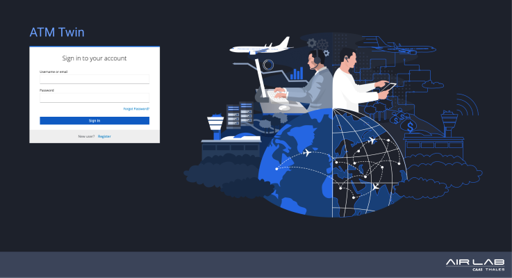 ATM Twin
Sign in to your account
Username or email
Password
Forgot Password?
Sign In
New user? Register
$
$
AIR LAB
CAAS THALES